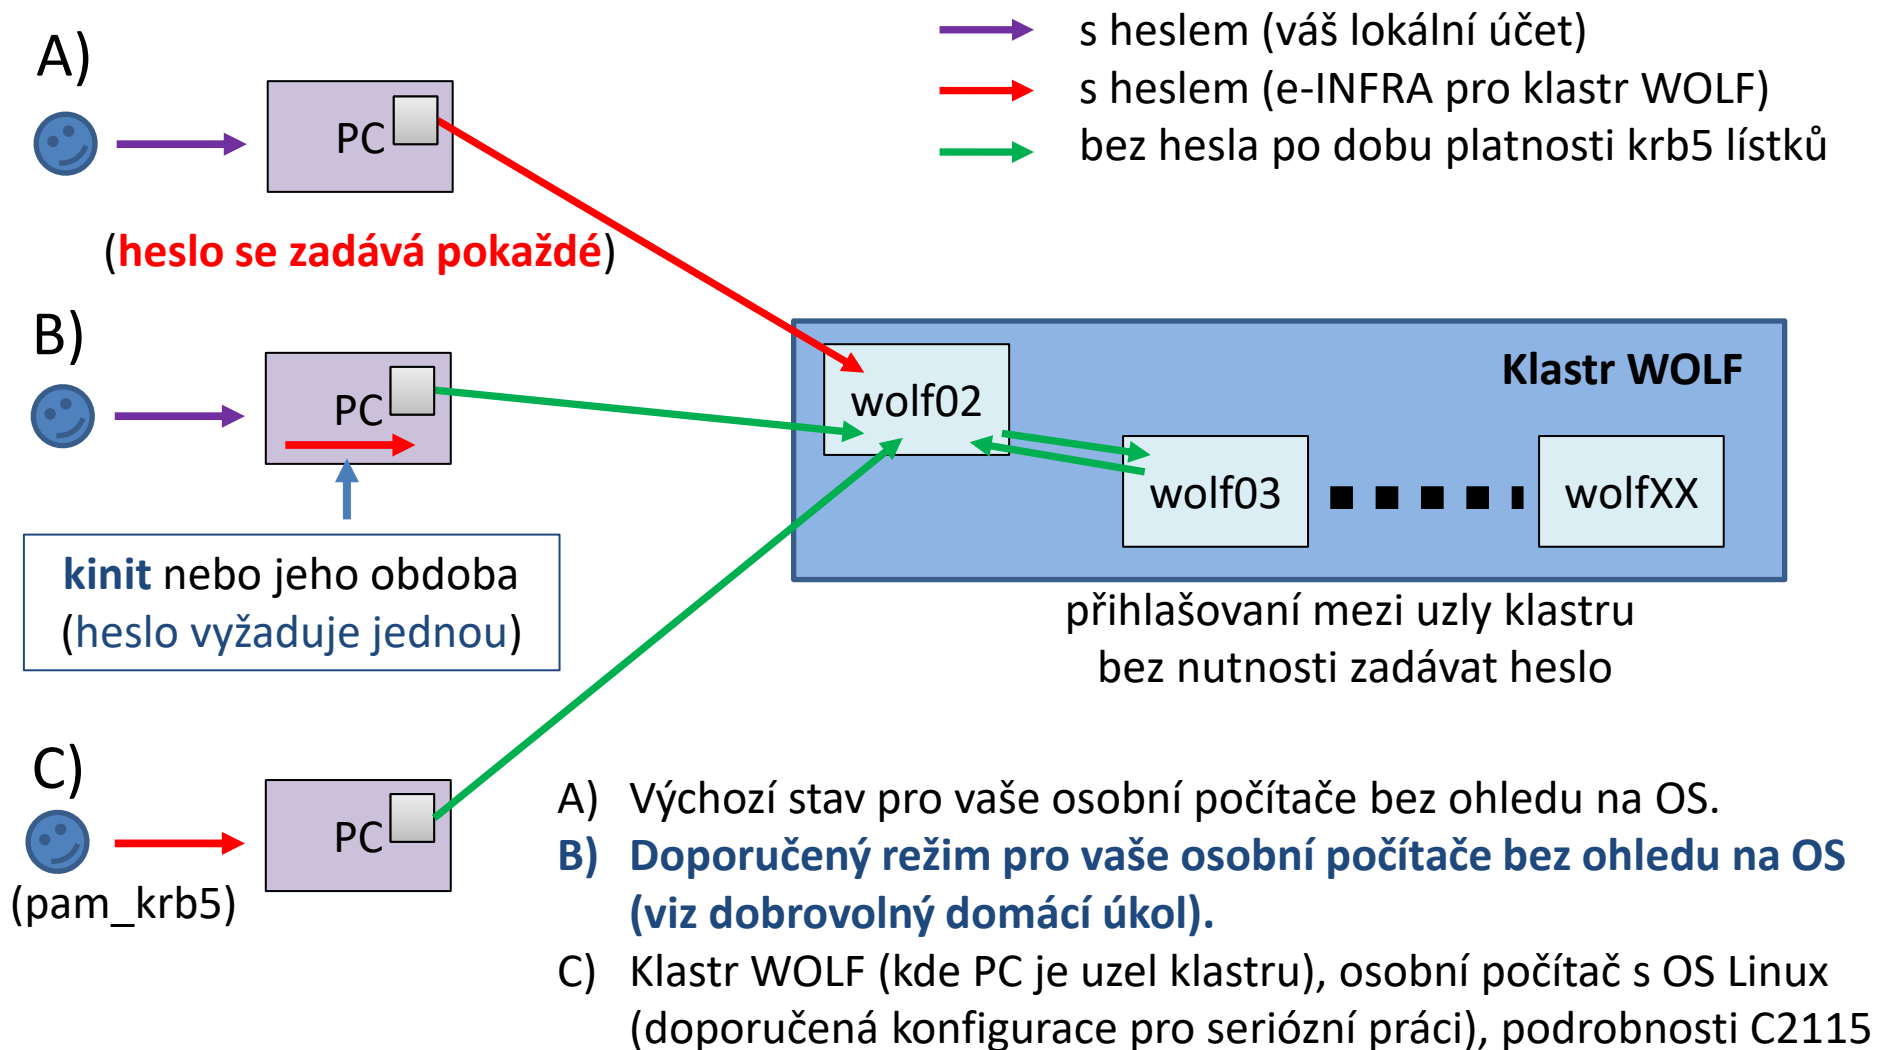 A)
s heslem (váš lokální účet)
s heslem (e-INFRA pro klastr WOLF)
bez hesla po dobu platnosti krb5 lístků
PC
(heslo se zadává pokaždé)
B)
PC
kinit nebo jeho obdoba
(heslo vyžaduje jednou)
Klastr WOLF
wolf02
wolf03
wolfXX
přihlašovaní mezi uzly klastru
bez nutnosti zadávat heslo
C)
PC
(pam_krb5)
A) Výchozí stav pro vaše osobní počítače bez ohledu na OS.
B) Doporučený režim pro vaše osobní počítače bez ohledu na OS
(viz dobrovolný domácí úkol).
C) Klastr WOLF (kde PC je uzel klastru), osobní počítač s OS Linux
(doporučená konfigurace pro seriózní práci), podrobnosti C2115